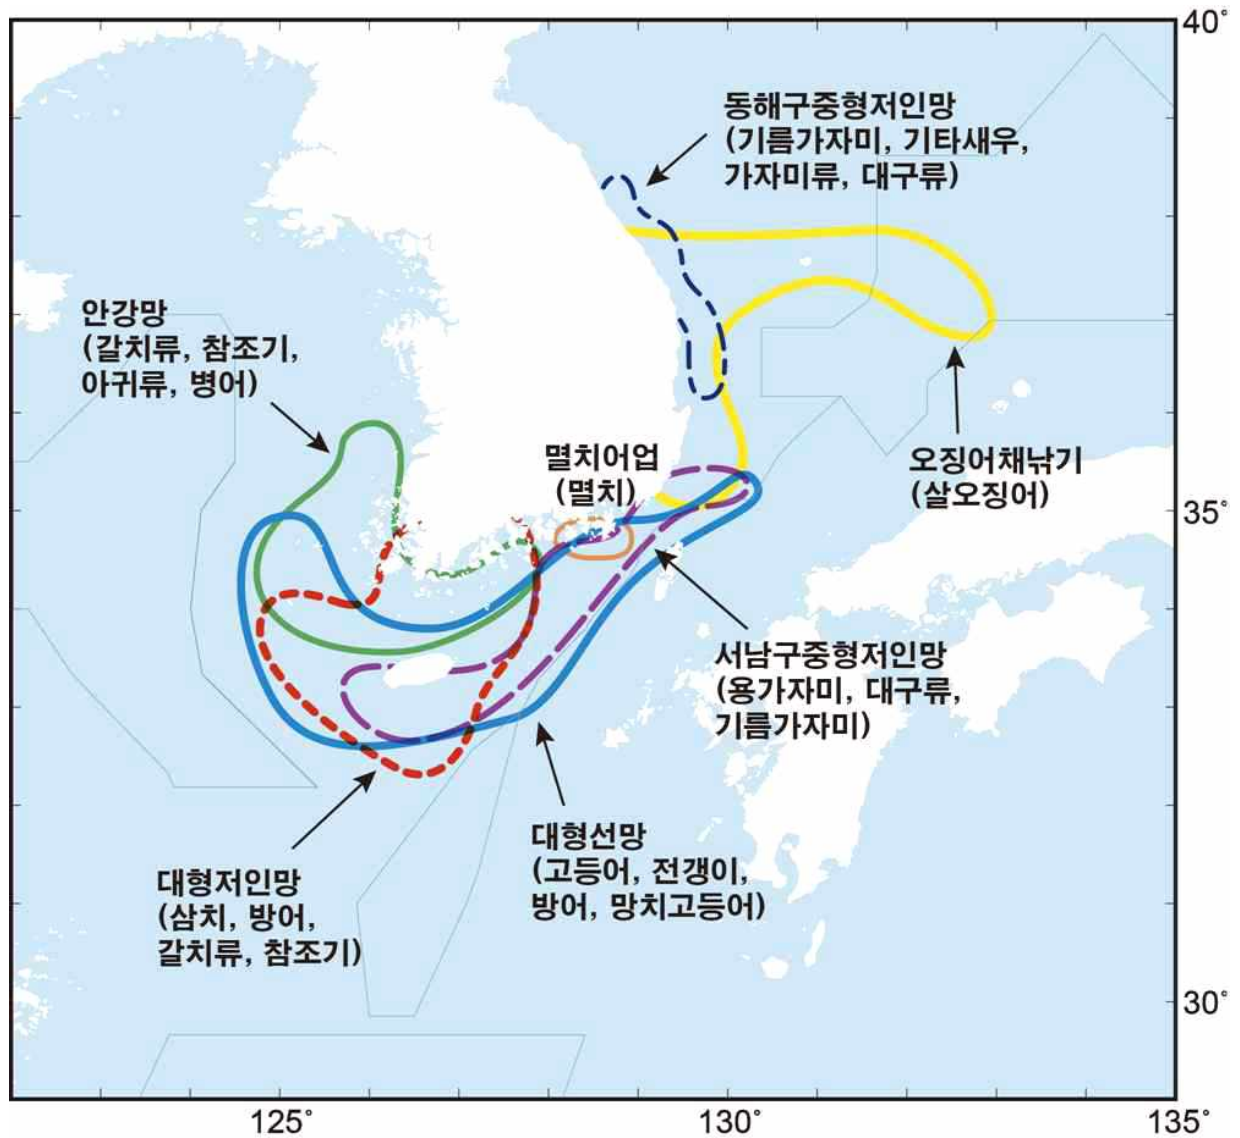 40°
동해구중형저인망
(기름가자미, 기타새우,
가자미류, 대구류)
안강망
(갈치류, 참조기,
아귀류, 병어)
멸치어업
(멸치)
오징어채낚기
(살오징어)
35°
서남구중형저인망
(용가자미, 대구류,
기름가자미)
대형선망
(고등어, 전갱이,
방어, 망치고등어)
대형저인망
(삼치, 방어,
갈치류, 참조기)
30°
125°
130°
135°